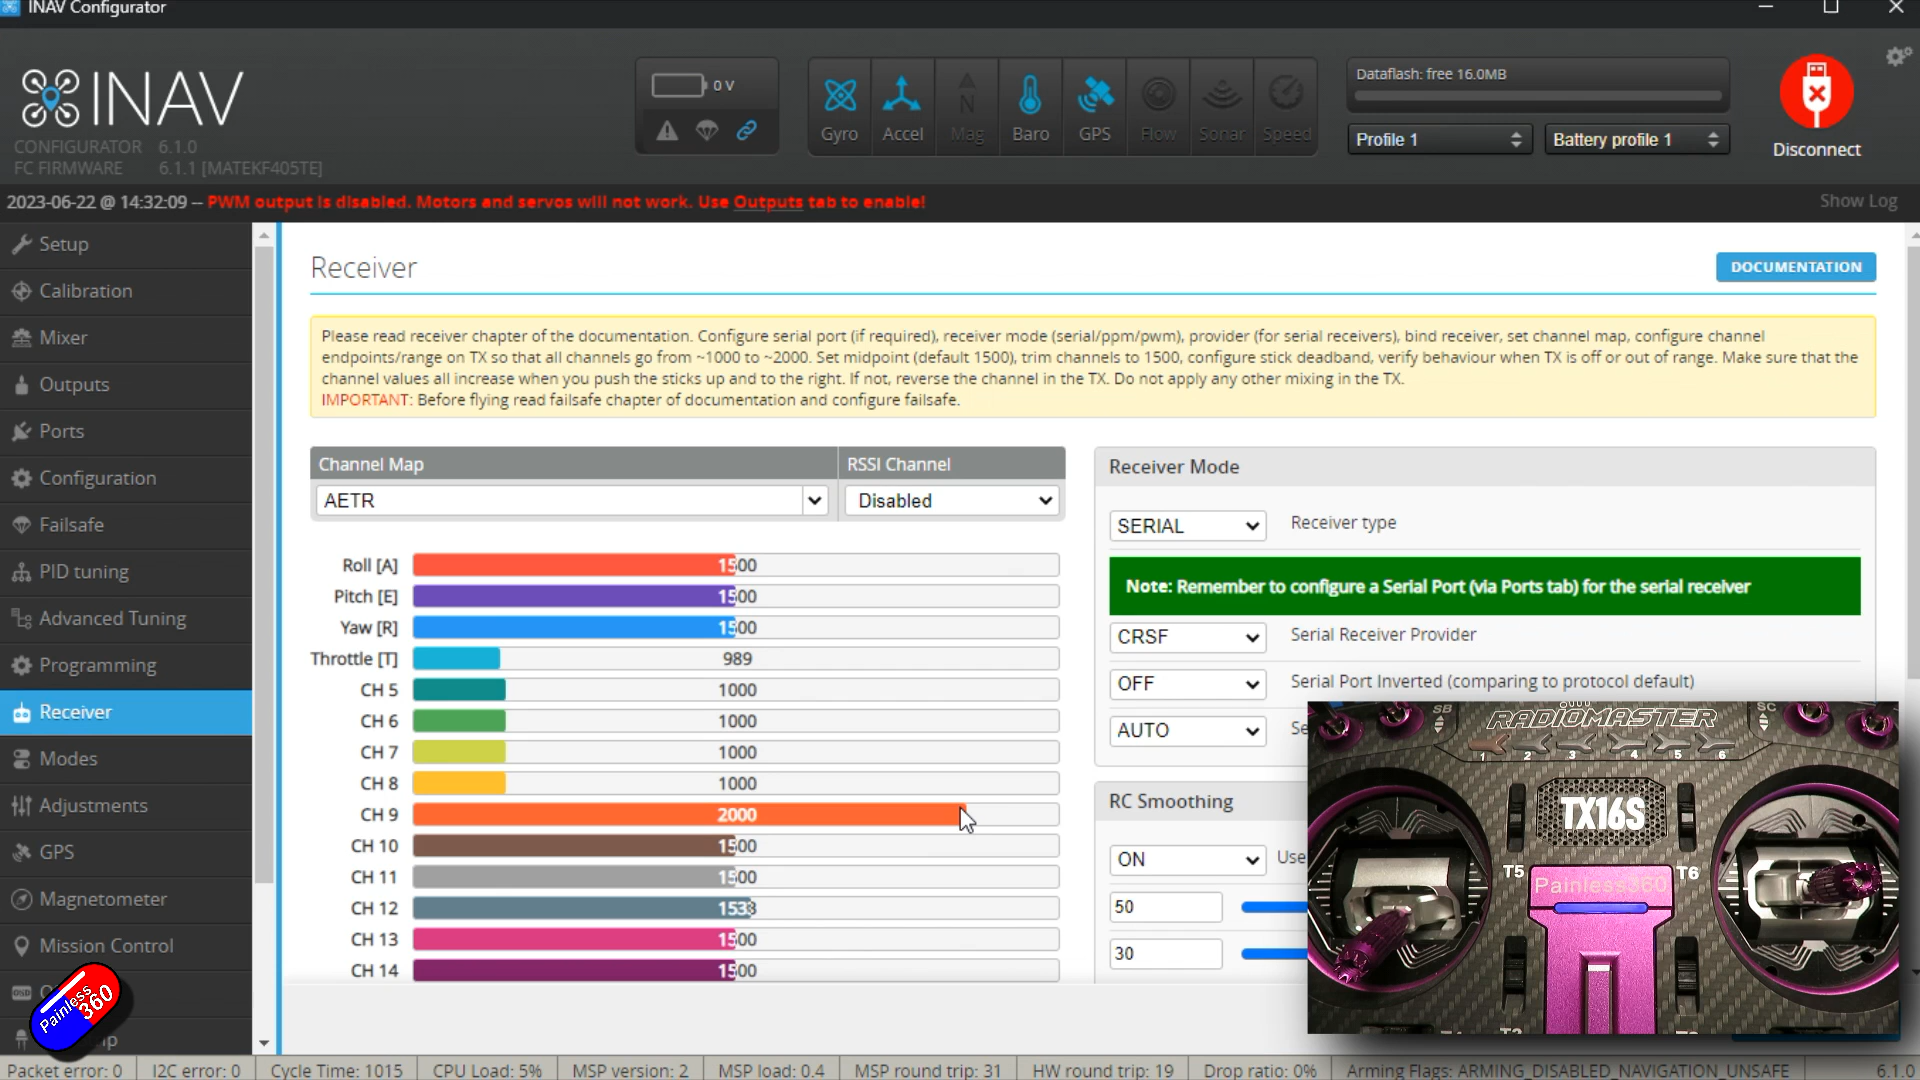 INAV Configurator
INAV
CONFIGURATOR 6.1.0
FC FIRMWARE 6.1.1 [MATEKF405TE]
0 V
Gyro Accel Mag Baro GPS Flow Sonar Speed
Dataflash: free 16.0MB
Profile 1 Battery profile 1
Disconnect
2023-06-22 @ 14:32:09 -- PWM output is disabled. Motors and servos will not work. Use Outputs tab to enable!
Show Log
Setup
Calibration
Mixer
Outputs
Ports
Configuration
Failsafe
PID tuning
Advanced Tuning
Programming
Receiver
Modes
Adjustments
GPS
Magnetometer
Mission Control
Painless360
Receiver
DOCUMENTATION
Please read receiver chapter of the documentation. Configure serial port (if required), receiver mode (serial/ppm/pwm), provider (for serial receivers), bind receiver, set channel map, configure channel
endpoints/range on TX so that all channels go from ~1000 to ~2000. Set midpoint (default 1500), trim channels to 1500, configure stick deadband, verify behaviour when TX is off or out of range. Make sure that the
channel values all increase when you push the sticks up and to the right. If not, reverse the channel in the TX. Do not apply any other mixing in the TX.
IMPORTANT: Before flying read failsafe chapter of documentation and configure failsafe.
Channel Map RSSI Channel
AETR Disabled
Roll [A] 1500
Pitch [E] 1500
Yaw [R] 1500
Throttle [T] 989
CH 5 1000
CH 6 1000
CH 7 1000
CH 8 1000
CH 9 2000
CH 10 1500
CH 11 1500
CH 12 1533
CH 13 1500
CH 14 1500
Receiver Mode
SERIAL Receiver type
Note: Remember to configure a Serial Port (via Ports tab) for the serial receiver
CRSF Serial Receiver Provider
OFF Serial Port Inverted (comparing to protocol default)
AUTO Se
RC Smoothing
ON Use
50
30
SB RADIOMASTER SC
1 2 3 4 5 6
TX16S
T5 Painless360 T6
Packet error: 0 I2C error: 0 Cycle Time: 1015 CPU Load: 5% MSP version: 2 MSP load: 0.4 MSP round trip: 31 HW round trip: 19 Drop ratio: 0% Arming Flags: ARMING_DISABLED_NAVIGATION_UNSAFE 6.1.0